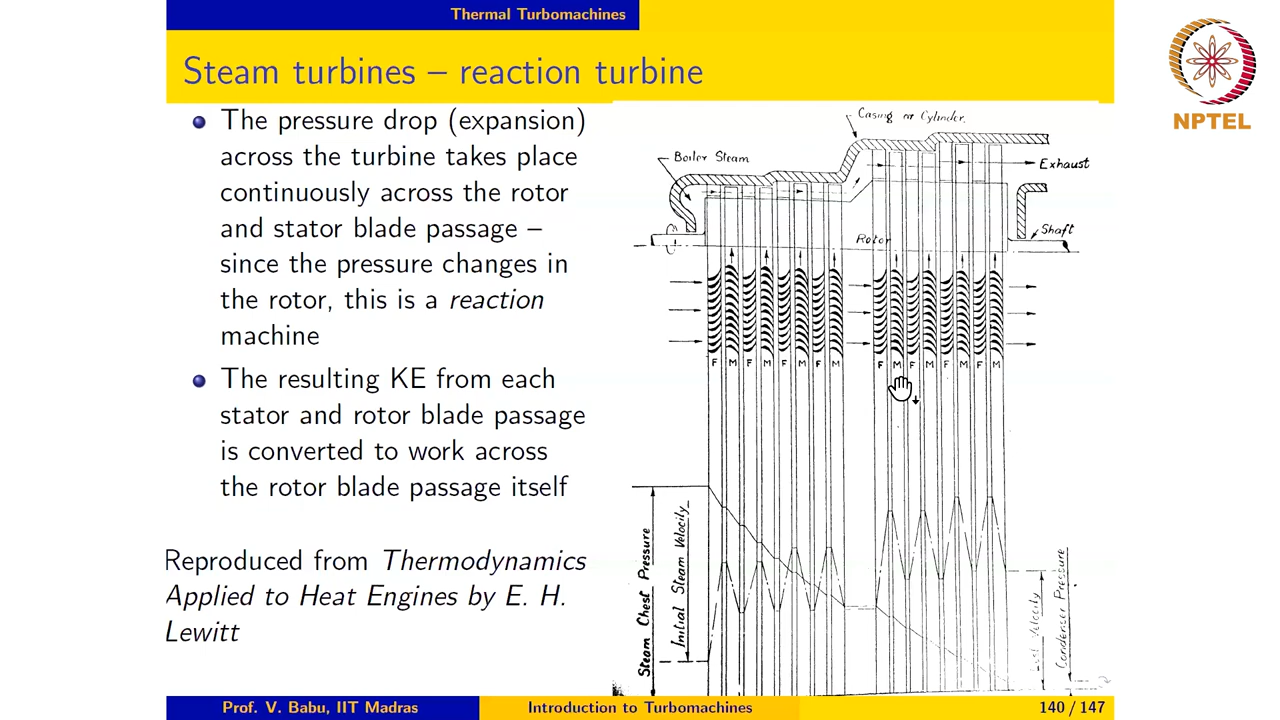 Thermal Turbomachines
Steam turbines – reaction turbine
NPTEL
The pressure drop (expansion)
across the turbine takes place
continuously across the rotor
and stator blade passage –
since the pressure changes in
the rotor, this is a reaction
machine
The resulting KE from each
stator and rotor blade passage
is converted to work across
the rotor blade passage itself
Reproduced from Thermodynamics
Applied to Heat Engines by E. H.
Lewitt
Casing or Cylinder.
Boiler Steam
Exhaust
Shaft
Rotor
F M F M F M F M F M F M F M F M
Steam Chest Pressure
Initial Steam Velocity
Lost Velocity
Condenser Pressure
Prof. V. Babu, IIT Madras
Introduction to Turbomachines
140 / 147